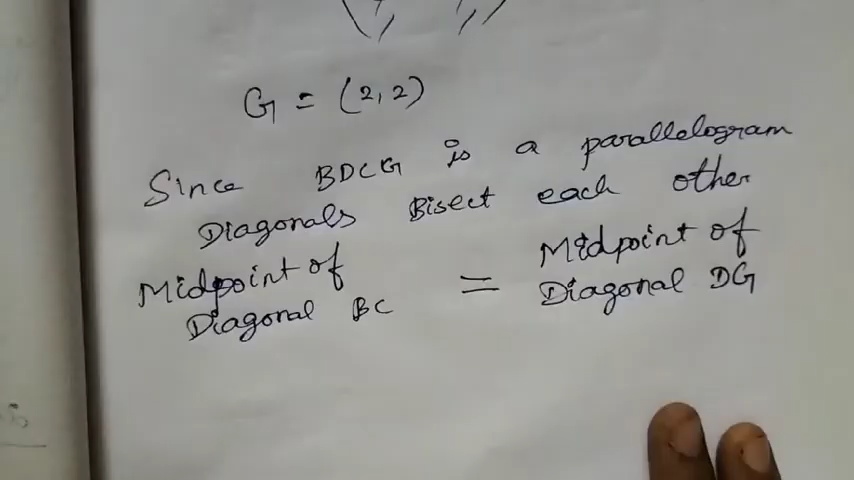 G = (2,2)
Since BDCG is a parallelogram
Diagonals Bisect each other
Midpoint of Diagonal BC = Midpoint of Diagonal DG